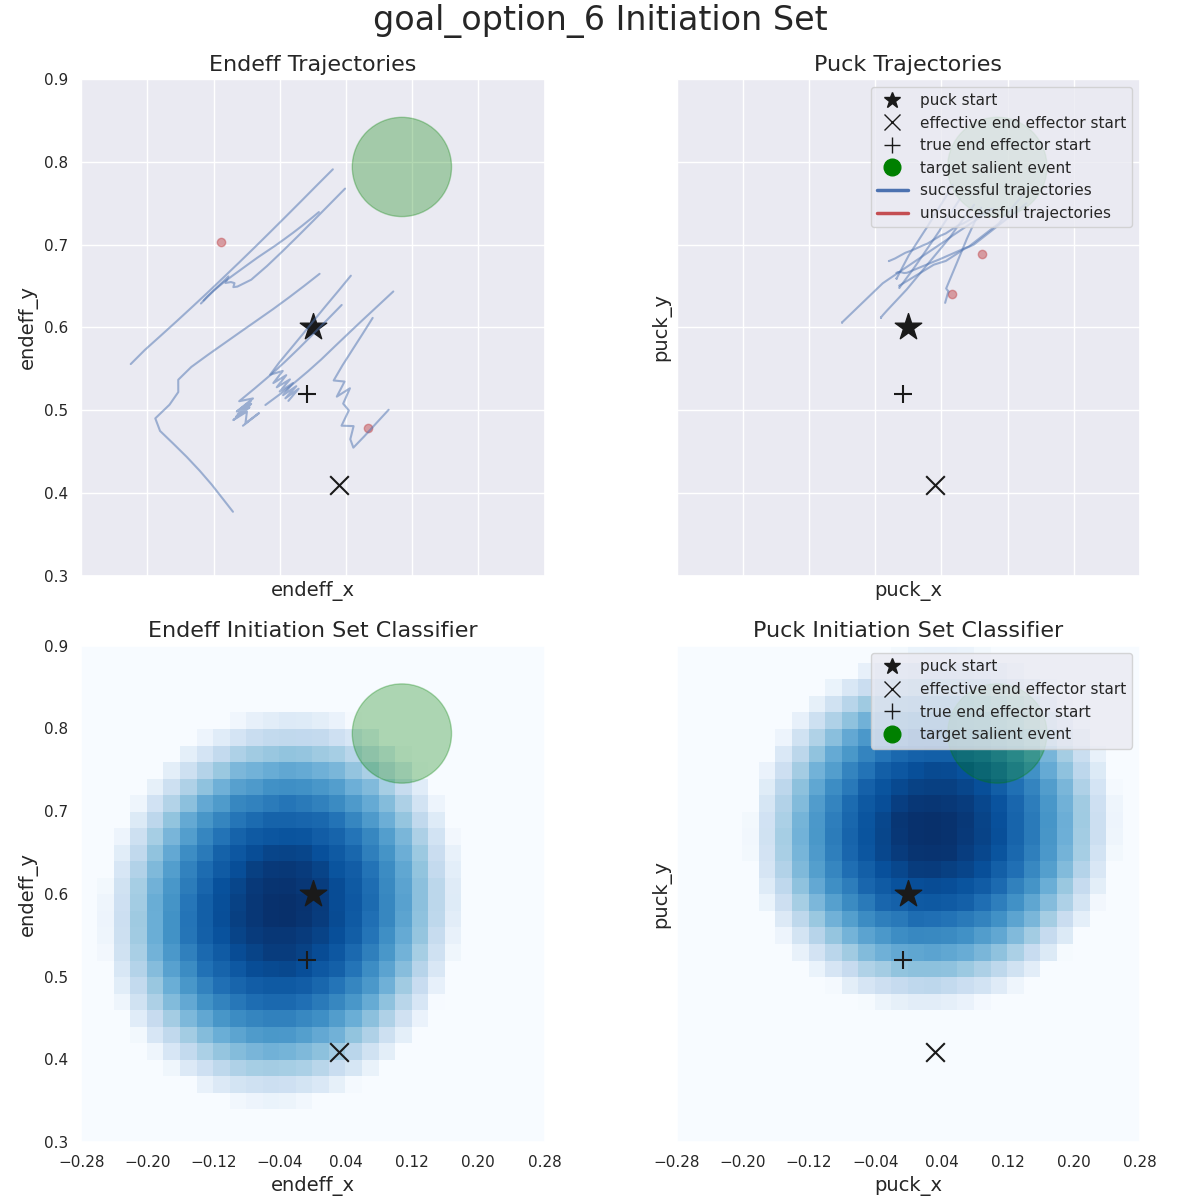 goal_option_6 Initiation Set
Endeff Trajectories
0.9
0.8
0.7
0.6
0.5
0.4
0.3
endeff_y
endeff_x
Puck Trajectories
puck start
effective end effector start
true end effector start
target salient event
successful trajectories
unsuccessful trajectories
puck_y
puck_x
Endeff Initiation Set Classifier
0.9
0.8
0.7
0.6
0.5
0.4
0.3
endeff_y
−0.28 −0.20 −0.12 −0.04 0.04 0.12 0.20 0.28
endeff_x
Puck Initiation Set Classifier
puck start
effective end effector start
true end effector start
target salient event
puck_y
−0.28 −0.20 −0.12 −0.04 0.04 0.12 0.20 0.28
puck_x